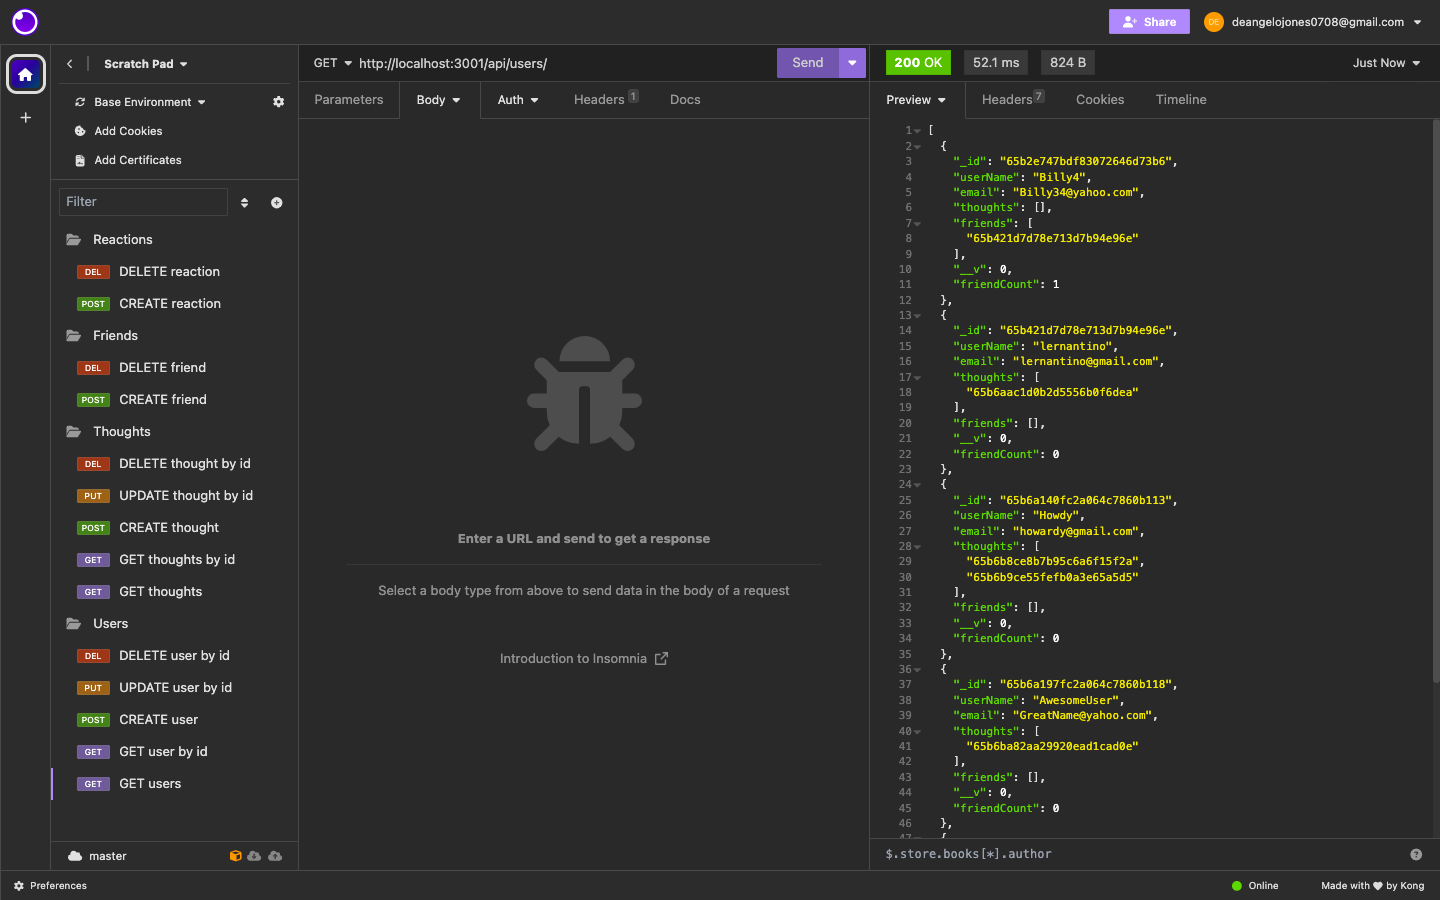 Share
DE
deangelojones0708@gmail.com
Scratch Pad
Base Environment
Add Cookies
Add Certificates
Filter
Reactions
DEL DELETE reaction
POST CREATE reaction
Friends
DEL DELETE friend
POST CREATE friend
Thoughts
DEL DELETE thought by id
PUT UPDATE thought by id
POST CREATE thought
GET GET thoughts by id
GET GET thoughts
Users
DEL DELETE user by id
PUT UPDATE user by id
POST CREATE user
GET GET user by id
GET GET users
master
GET http://localhost:3001/api/users/ Send
Parameters Body Auth Headers 1 Docs
Enter a URL and send to get a response
Select a body type from above to send data in the body of a request
Introduction to Insomnia
200 OK 52.1 ms 824 B Just Now
Preview Headers 7 Cookies Timeline
1 [
2 {
3 "_id": "65b2e747bdf83072646d73b6",
4 "userName": "Billy4",
5 "email": "Billy34@yahoo.com",
6 "thoughts": [],
7 "friends": [
8 "65b421d7d78e713d7b94e96e"
9 ],
10 "__v": 0,
11 "friendCount": 1
12 },
13 {
14 "_id": "65b421d7d78e713d7b94e96e",
15 "userName": "lernantino",
16 "email": "lernantino@gmail.com",
17 "thoughts": [
18 "65b6aac1d0b2d5556b0f6dea"
19 ],
20 "friends": [],
21 "__v": 0,
22 "friendCount": 0
23 },
24 {
25 "_id": "65b6a140fc2a064c7860b113",
26 "userName": "Howdy",
27 "email": "howardy@gmail.com",
28 "thoughts": [
29 "65b6b8ce8b7b95c6a6f15f2a",
30 "65b6b9ce55fefb0a3e65a5d5"
31 ],
32 "friends": [],
33 "__v": 0,
34 "friendCount": 0
35 },
36 {
37 "_id": "65b6a197fc2a064c7860b118",
38 "userName": "AwesomeUser",
39 "email": "GreatName@yahoo.com",
40 "thoughts": [
41 "65b6ba82aa29920ead1cad0e"
42 ],
43 "friends": [],
44 "__v": 0,
45 "friendCount": 0
46 },
47 {
$.store.books[*].author
Preferences
Online
Made with ♥ by Kong